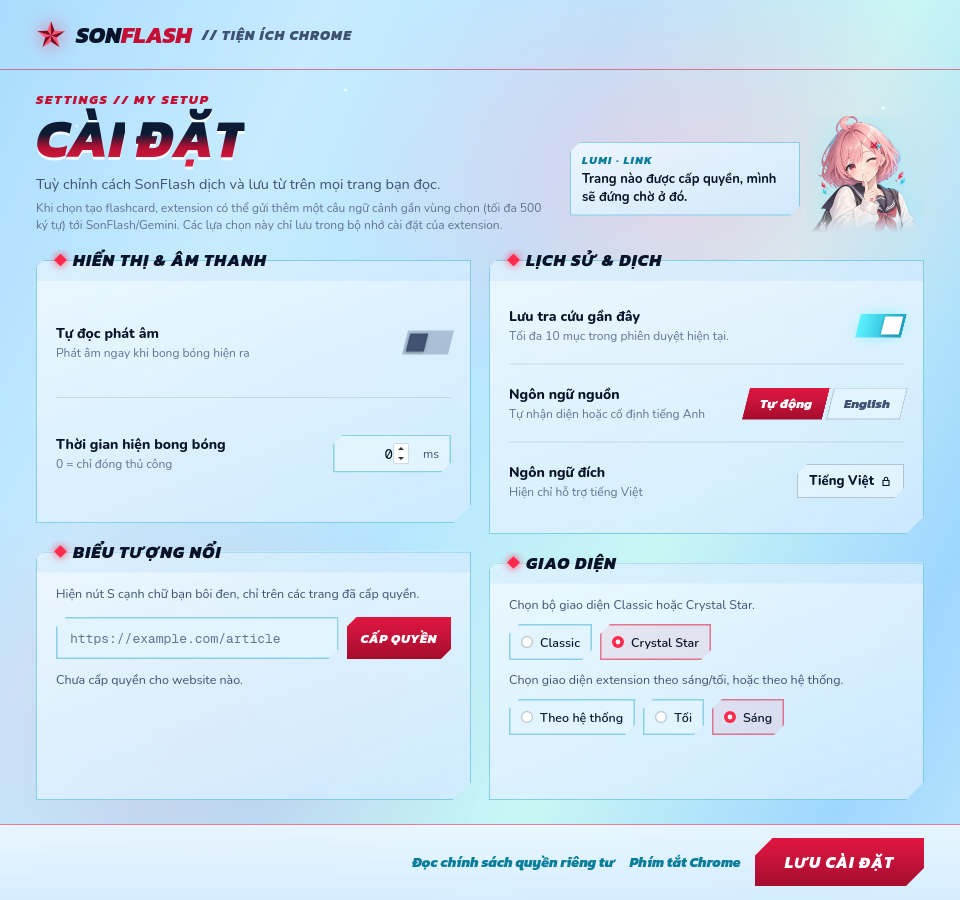 SONFLASH // TIỆN ÍCH CHROME
SETTINGS // MY SETUP
CÀI ĐẶT
Tuỳ chỉnh cách SonFlash dịch và lưu từ trên mọi trang bạn đọc.
Khi chọn tạo flashcard, extension có thể gửi thêm một câu ngữ cảnh gần vùng chọn (tối đa 500
ký tự) tới SonFlash/Gemini. Các lựa chọn này chỉ lưu trong bộ nhớ cài đặt của extension.
LUMI · LINK
Trang nào được cấp quyền, mình
sẽ đứng chờ ở đó.
HIỂN THỊ & ÂM THANH
Tự đọc phát âm
Phát âm ngay khi bong bóng hiện ra
Thời gian hiện bong bóng
0 = chỉ đóng thủ công
0 ms
LỊCH SỬ & DỊCH
Lưu tra cứu gần đây
Tối đa 10 mục trong phiên duyệt hiện tại.
Ngôn ngữ nguồn
Tự nhận diện hoặc cố định tiếng Anh
Tự động English
Ngôn ngữ đích
Hiện chỉ hỗ trợ tiếng Việt
Tiếng Việt
BIỂU TƯỢNG NỔI
Hiện nút S cạnh chữ bạn bôi đen, chỉ trên các trang đã cấp quyền.
https://example.com/article CẤP QUYỀN
Chưa cấp quyền cho website nào.
GIAO DIỆN
Chọn bộ giao diện Classic hoặc Crystal Star.
Classic Crystal Star
Chọn giao diện extension theo sáng/tối, hoặc theo hệ thống.
Theo hệ thống Tối Sáng
Đọc chính sách quyền riêng tư Phím tắt Chrome LƯU CÀI ĐẶT